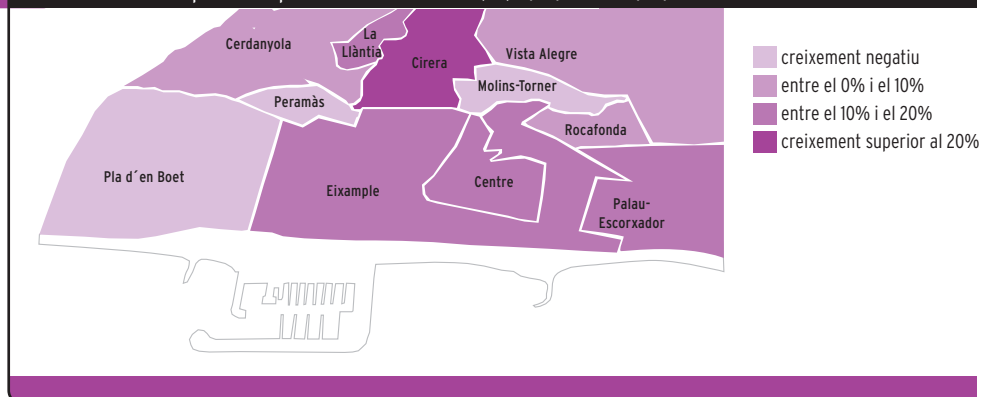 Cerdanyola
La
Llàntia
Cirera
Vista Alegre
Molins-Torner
Peramàs
Rocafonda
Pla d´en Boet
Eixample
Centre
Palau-
Escorxador
creixement negatiu
entre el 0% i el 10%
entre el 10% i el 20%
creixement superior al 20%